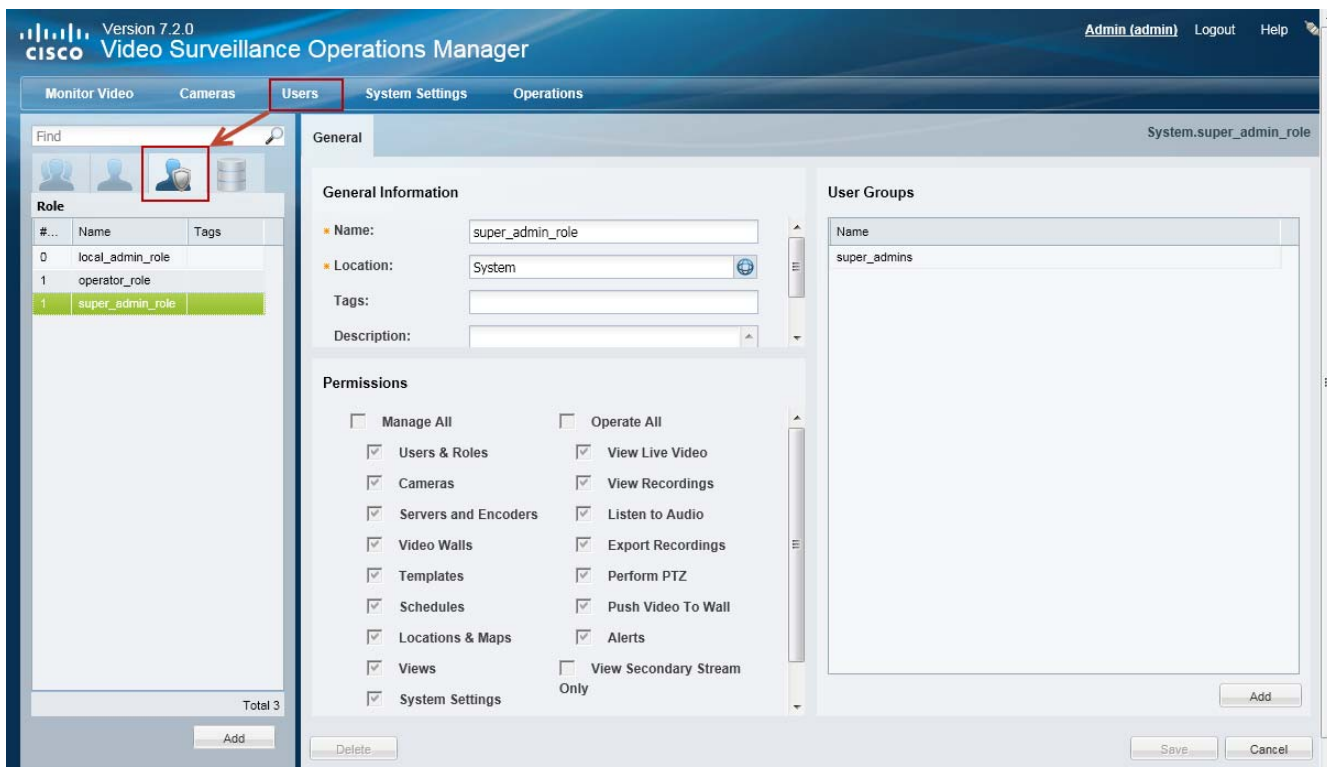 Version 7.2.0
CISCO Video Surveillance Operations Manager
Admin (admin) Logout Help
Monitor Video Cameras Users System Settings Operations
Find
Role
#... Name Tags
0 local_admin_role
1 operator_role
1 super_admin_role
Total 3
Add
General
System.super_admin_role
General Information
Name: super_admin_role
Location: System
Tags:
Description:
Permissions
Manage All
Users & Roles
Cameras
Servers and Encoders
Video Walls
Templates
Schedules
Locations & Maps
Views
System Settings
Operate All
View Live Video
View Recordings
Listen to Audio
Export Recordings
Perform PTZ
Push Video To Wall
Alerts
View Secondary Stream
Only
User Groups
Name
super_admins
Add
Delete
Save
Cancel